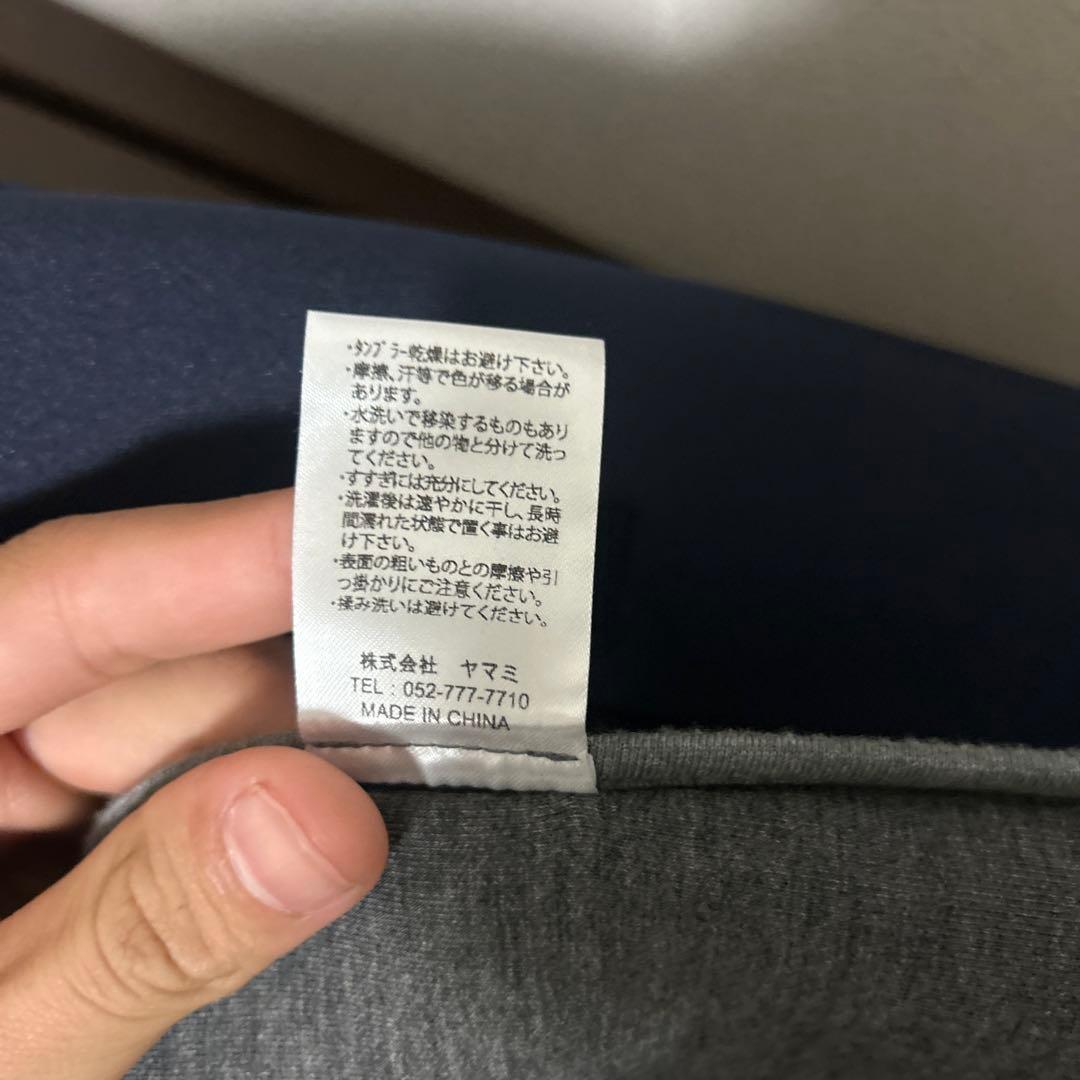 ・ﾀﾝﾌﾞﾗｰ乾燥はお避け下さい。
・摩擦、汗等で色が移る場合が
あります。
・水洗いで移染するものもあり
ますので他の物と分けて洗っ
てください。
・すすぎには充分にしてください。
・洗濯後は速やかに干し、長時
間濡れた状態で置く事はお避
け下さい。
・表面の粗いものとの摩擦や引
っ掛かりにご注意ください。
・揉み洗いは避けてください。
株式会社　ヤマミ
TEL : 052-777-7710
MADE IN CHINA